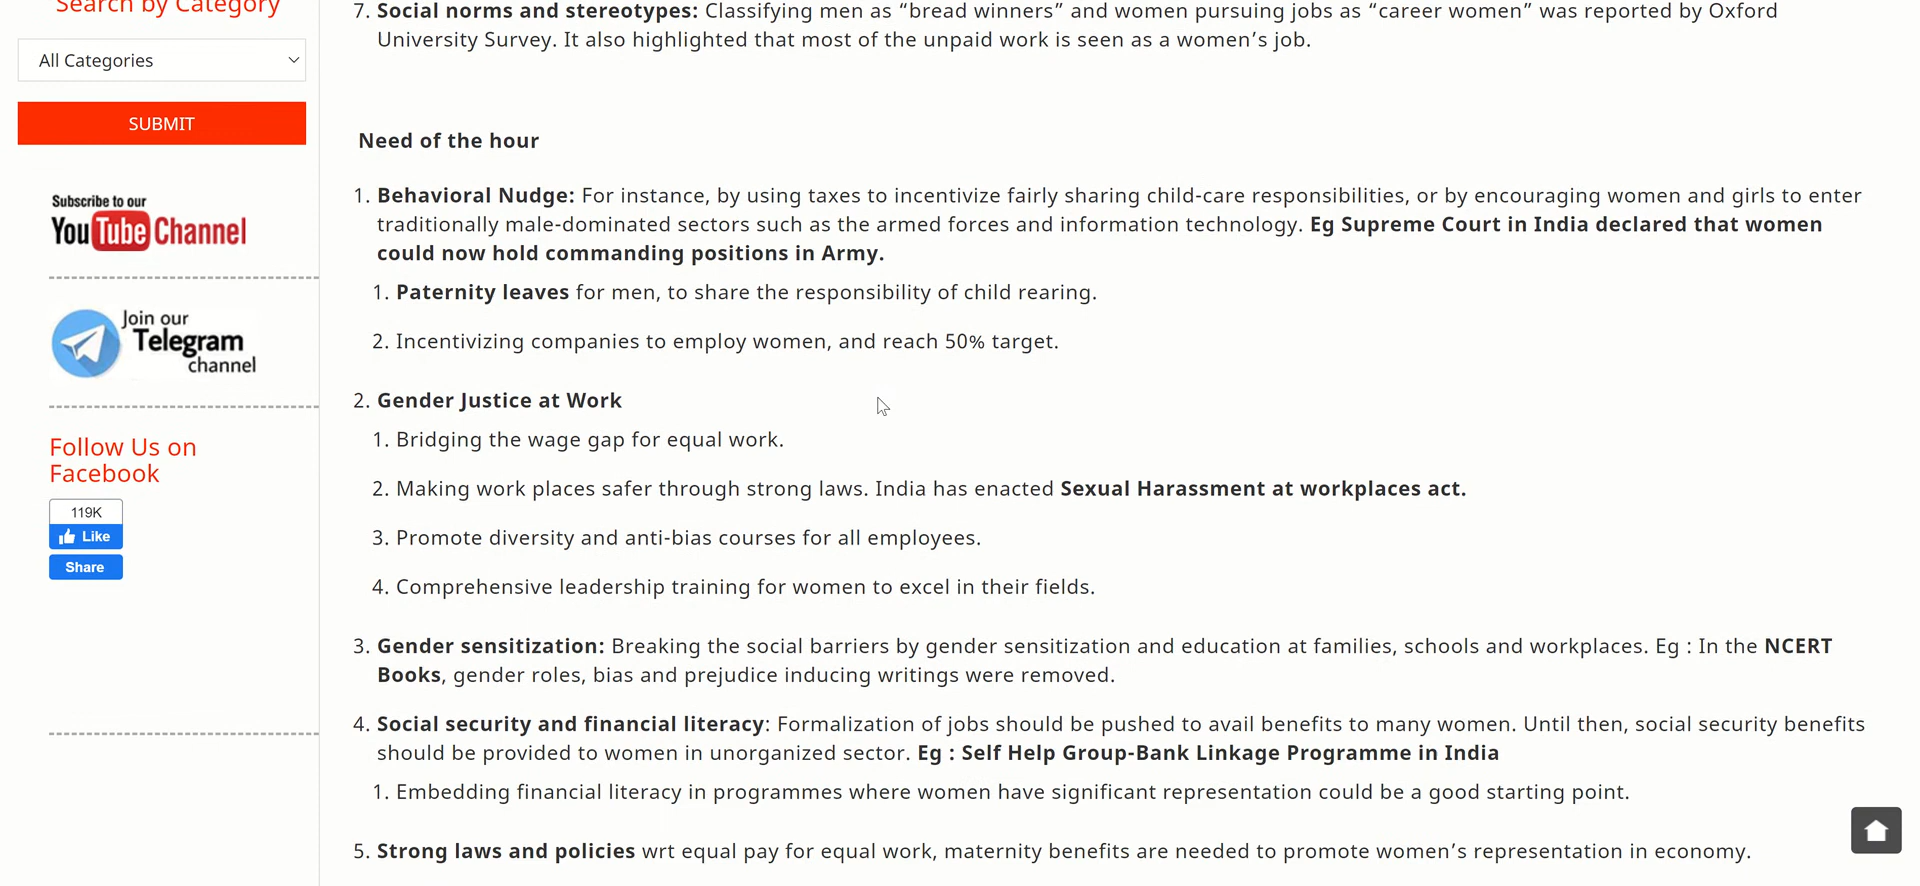 Search by Category
All Categories
SUBMIT
Subscribe to our
YouTube Channel
Join our
Telegram
channel
Follow Us on
Facebook
119K
Like
Share
7. Social norms and stereotypes: Classifying men as “bread winners” and women pursuing jobs as “career women” was reported by Oxford
University Survey. It also highlighted that most of the unpaid work is seen as a women’s job.
Need of the hour
1. Behavioral Nudge: For instance, by using taxes to incentivize fairly sharing child-care responsibilities, or by encouraging women and girls to enter
traditionally male-dominated sectors such as the armed forces and information technology. Eg Supreme Court in India declared that women
could now hold commanding positions in Army.
1. Paternity leaves for men, to share the responsibility of child rearing.
2. Incentivizing companies to employ women, and reach 50% target.
2. Gender Justice at Work
1. Bridging the wage gap for equal work.
2. Making work places safer through strong laws. India has enacted Sexual Harassment at workplaces act.
3. Promote diversity and anti-bias courses for all employees.
4. Comprehensive leadership training for women to excel in their fields.
3. Gender sensitization: Breaking the social barriers by gender sensitization and education at families, schools and workplaces. Eg : In the NCERT
Books, gender roles, bias and prejudice inducing writings were removed.
4. Social security and financial literacy: Formalization of jobs should be pushed to avail benefits to many women. Until then, social security benefits
should be provided to women in unorganized sector. Eg : Self Help Group-Bank Linkage Programme in India
1. Embedding financial literacy in programmes where women have significant representation could be a good starting point.
5. Strong laws and policies wrt equal pay for equal work, maternity benefits are needed to promote women’s representation in economy.